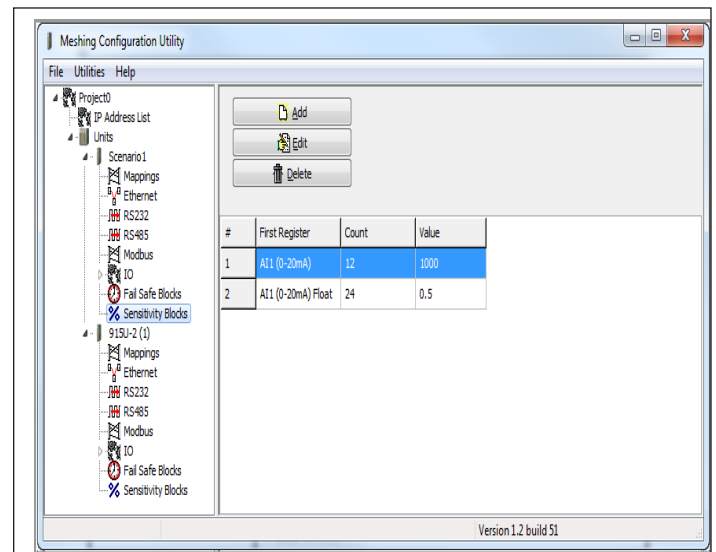 Meshing Configuration Utility
File Utilities Help
Project0
IP Address List
Units
Scenario1
Mappings
Ethernet
RS232
RS485
Modbus
IO
Fail Safe Blocks
% Sensitivity Blocks
915U-2 (1)
Mappings
Ethernet
RS232
RS485
Modbus
IO
Fail Safe Blocks
% Sensitivity Blocks
Add
Edit
Delete
# First Register Count Value
1 AI1 (0-20mA) 12 1000
2 AI1 (0-20mA) Float 24 0.5
Version 1.2 build 51